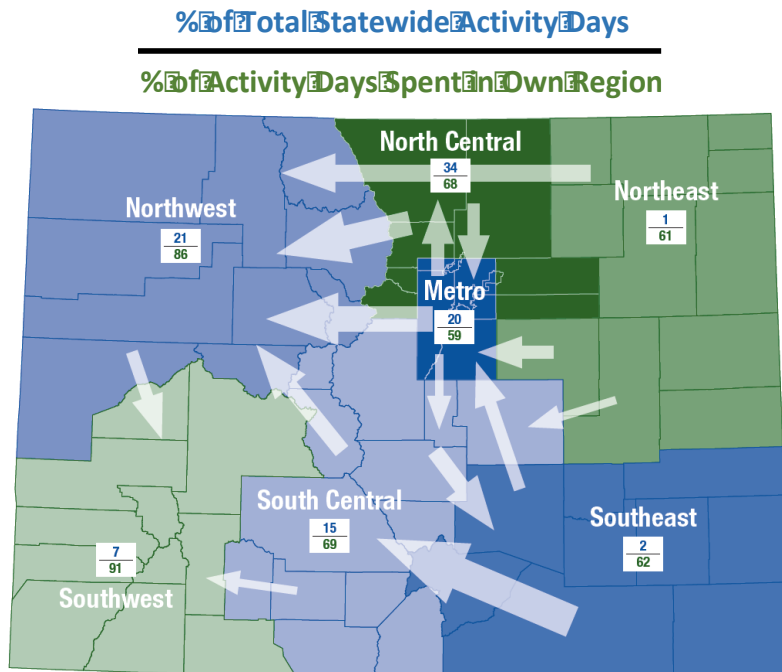 %⍰of⍰Total⍰Statewide⍰Activity⍰Days
%⍰of⍰Activity⍰Days⍰Spent⍰in⍰Own⍰Region
North Central
34
68
Northeast
1
61
Northwest
21
86
Metro
20
59
South Central
15
69
Southeast
2
62
7
91
Southwest